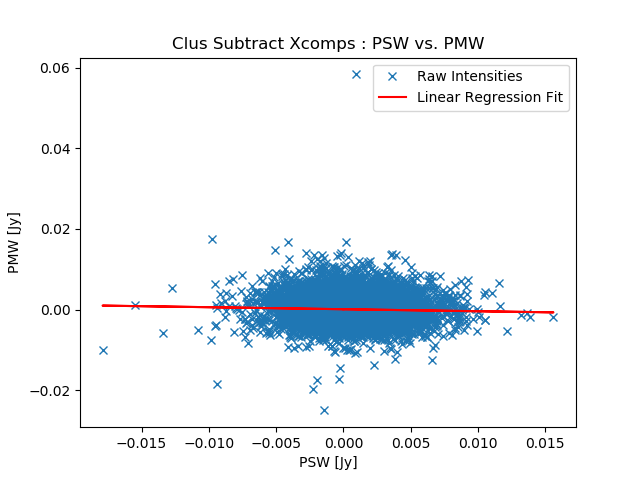 Clus Subtract Xcomps : PSW vs. PMW
Raw Intensities
Linear Regression Fit
PMW [Jy]
0.06
0.04
0.02
0.00
−0.02
−0.015 −0.010 −0.005 0.000 0.005 0.010 0.015
PSW [Jy]